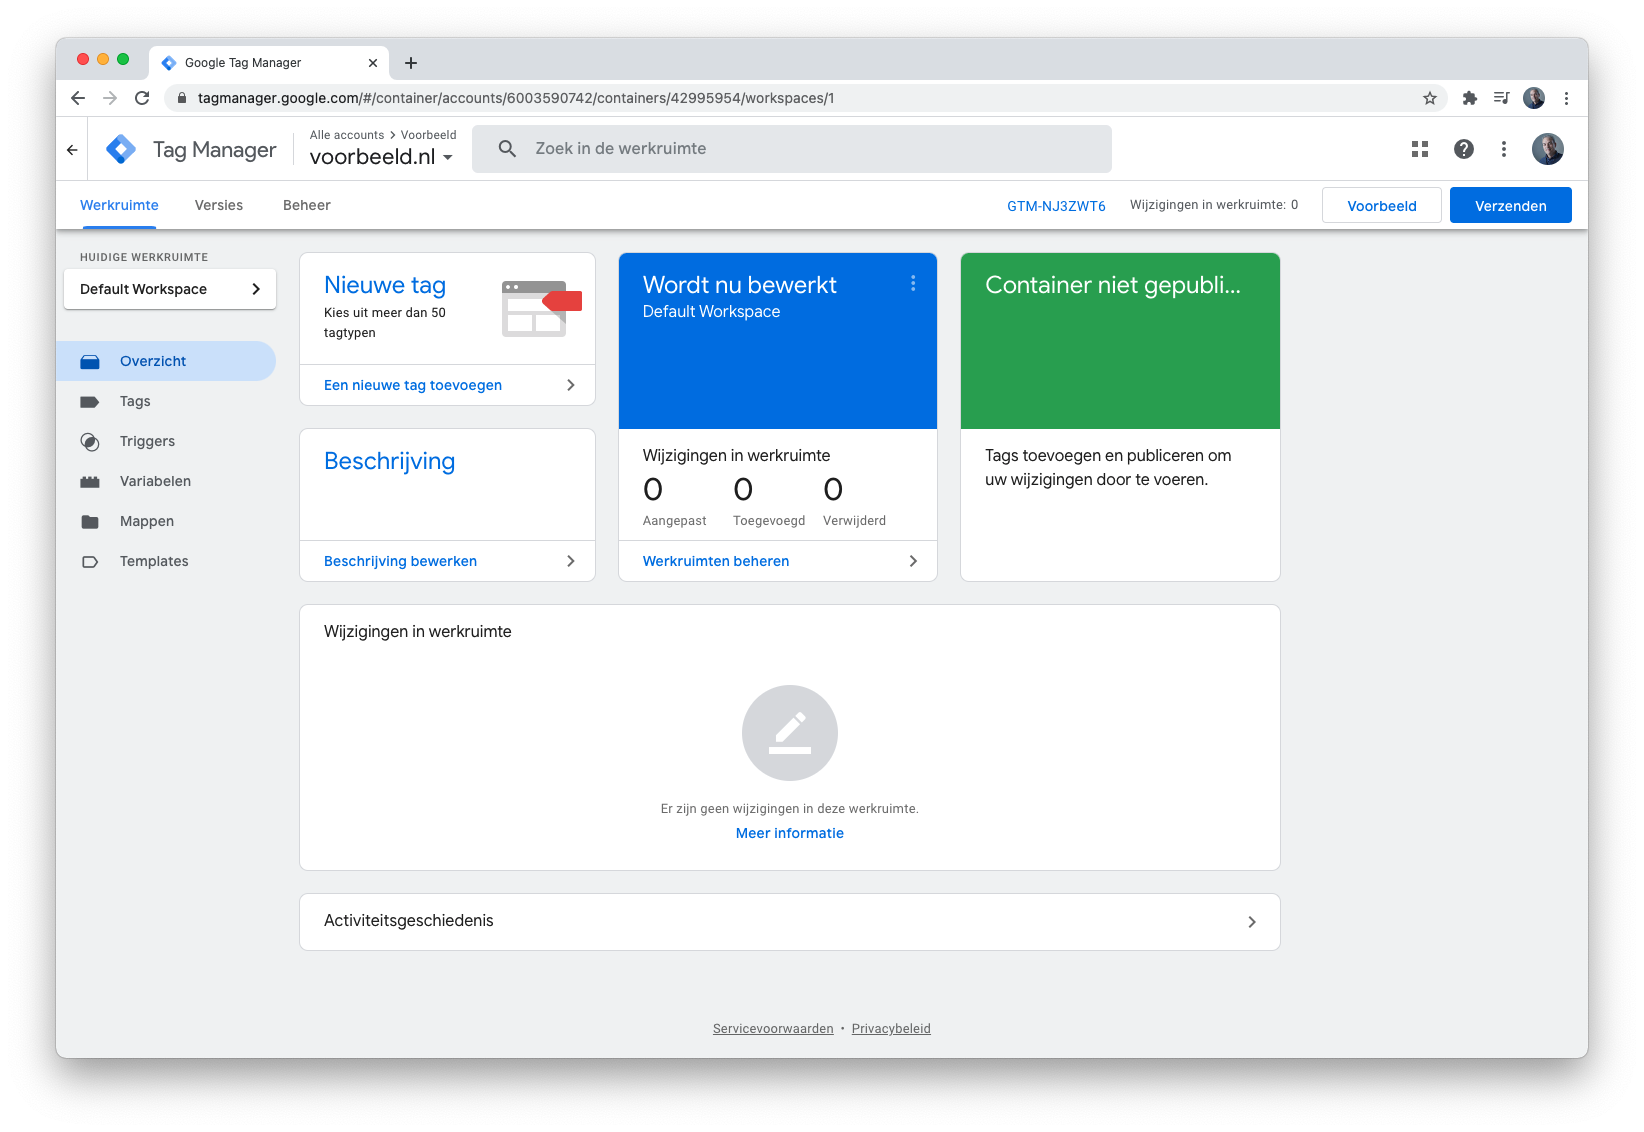 Google Tag Manager
tagmanager.google.com/#/container/accounts/6003590742/containers/42995954/workspaces/1
Tag Manager
Alle accounts > Voorbeeld
voorbeeld.nl
Zoek in de werkruimte
Werkruimte
Versies
Beheer
GTM-NJ3ZWT6
Wijzigingen in werkruimte: 0
Voorbeeld
Verzenden
HUIDIGE WERKRUIMTE
Default Workspace
Overzicht
Tags
Triggers
Variabelen
Mappen
Templates
Nieuwe tag
Kies uit meer dan 50
tagtypen
Een nieuwe tag toevoegen
Beschrijving
Beschrijving bewerken
Wordt nu bewerkt
Default Workspace
Wijzigingen in werkruimte
0 0 0
Aangepast Toegevoegd Verwijderd
Werkruimten beheren
Container niet gepubli...
Tags toevoegen en publiceren om
uw wijzigingen door te voeren.
Wijzigingen in werkruimte
Er zijn geen wijzigingen in deze werkruimte.
Meer informatie
Activiteitsgeschiedenis
Servicevoorwaarden • Privacybeleid